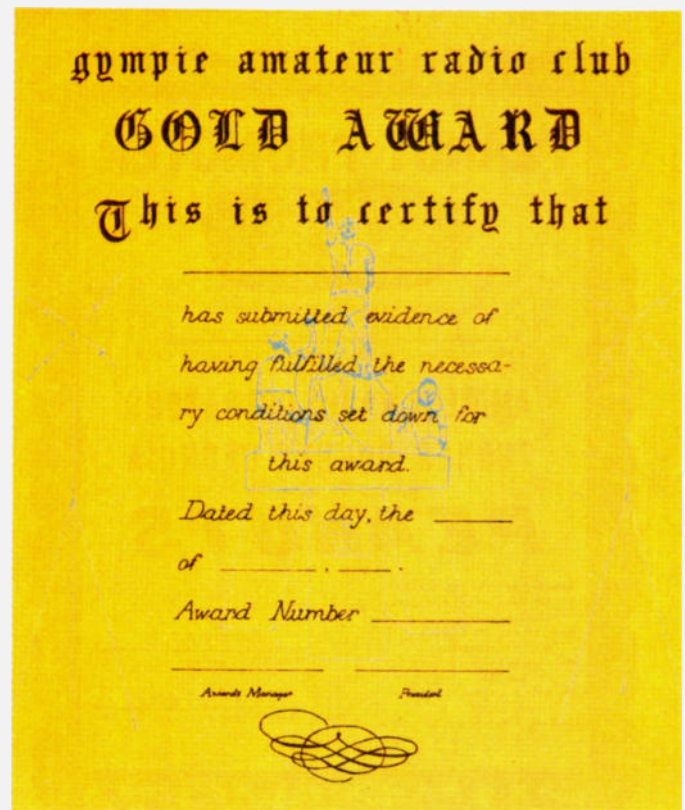 gympie amateur radio club
GOLD AWARD
This is to certify that
has submitted evidence of
having fulfilled the necessa-
ry conditions set down for
this award.
Dated this day, the
of
Award Number
Awards Manager President